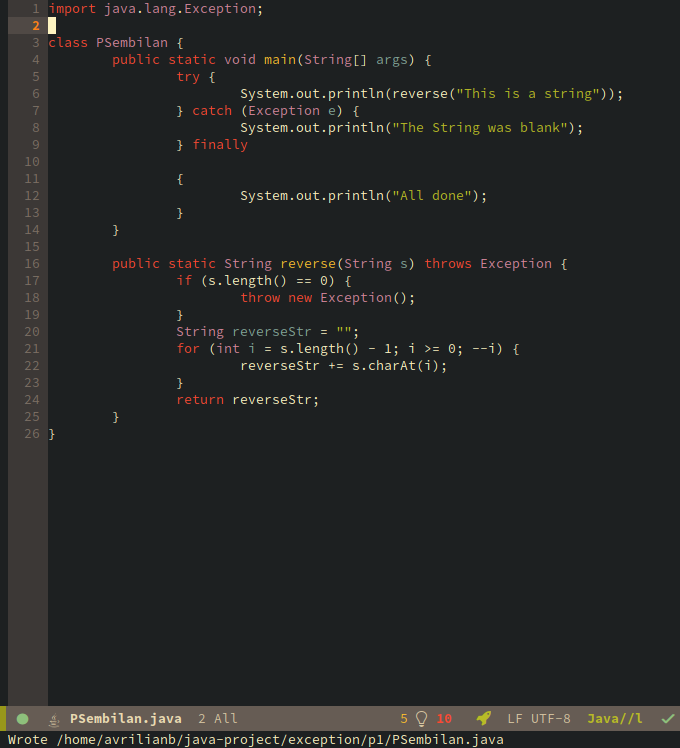 1 import java.lang.Exception;
2
3 class PSembilan {
4         public static void main(String[] args) {
5                 try {
6                         System.out.println(reverse("This is a string"));
7                 } catch (Exception e) {
8                         System.out.println("The String was blank");
9                 } finally
10
11                 {
12                         System.out.println("All done");
13                 }
14         }
15
16         public static String reverse(String s) throws Exception {
17                 if (s.length() == 0) {
18                         throw new Exception();
19                 }
20                 String reverseStr = "";
21                 for (int i = s.length() - 1; i >= 0; --i) {
22                         reverseStr += s.charAt(i);
23                 }
24                 return reverseStr;
25         }
26 }
PSembilan.java 2 All 5 10 LF UTF-8 Java//l
Wrote /home/avrilianb/java-project/exception/p1/PSembilan.java